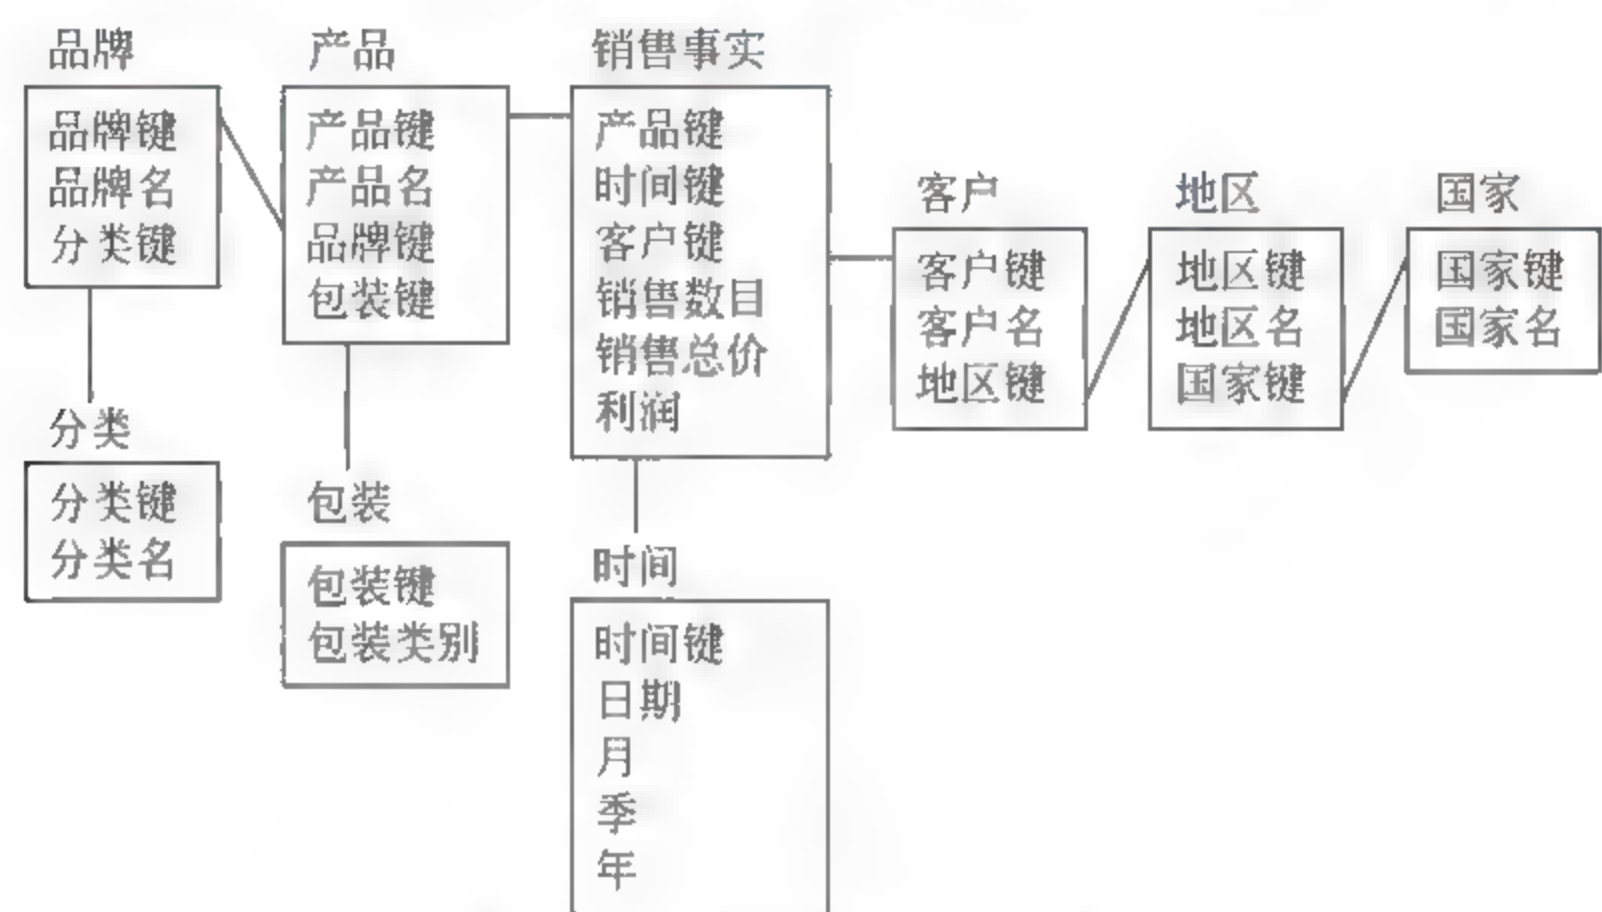 品牌
品牌键
品牌名
分类键
分类
分类键
分类名
产品
产品键
产品名
品牌键
包装键
包装
包装键
包装类别
销售事实
产品键
时间键
客户键
销售数目
销售总价
利润
时间
时间键
日期
月
季
年
客户
客户键
客户名
地区键
地区
地区键
地区名
国家键
国家
国家键
国家名